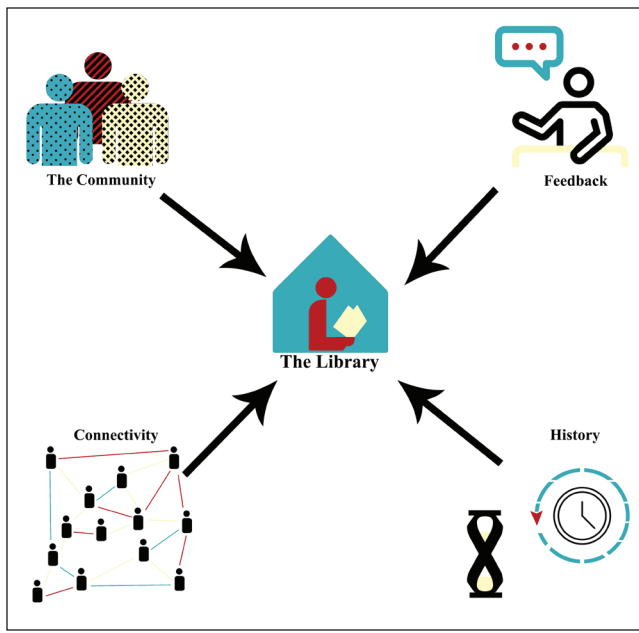 The Community
Feedback
The Library
Connectivity
History